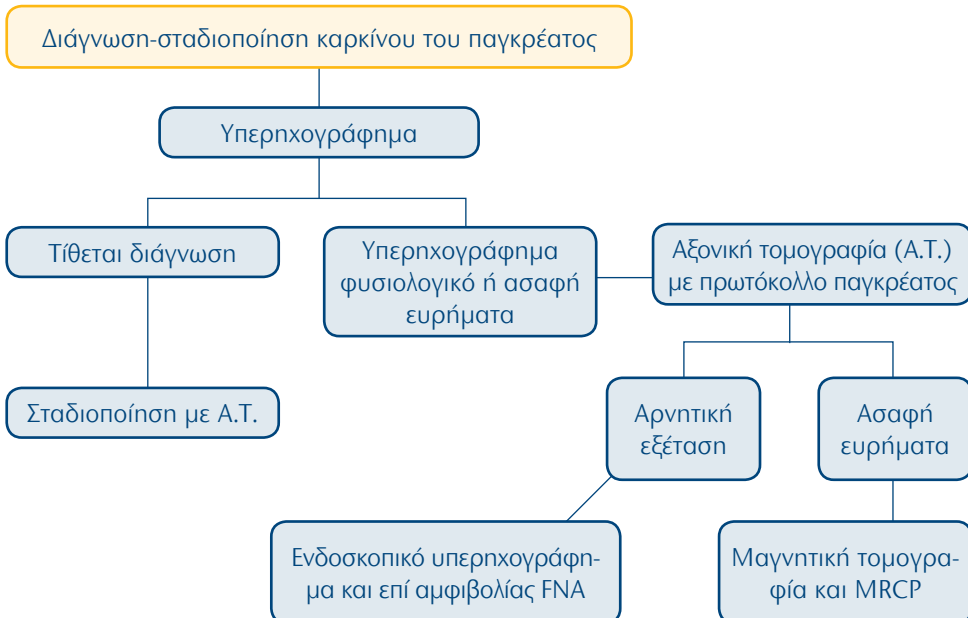 Διάγνωση-σταδιοποίηση καρκίνου του παγκρέατος
Υπερηχογράφημα
Τίθεται διάγνωση
Υπερηχογράφημα
φυσιολογικό ή ασαφή
ευρήματα
Αξονική τομογραφία (Α.Τ.)
με πρωτόκολλο παγκρέατος
Σταδιοποίηση με Α.Τ.
Αρνητική
εξέταση
Ασαφή
ευρήματα
Ενδοσκοπικό υπερηχογράφη-
μα και επί αμφιβολίας FNA
Μαγνητική τομογρα-
φία και MRCP